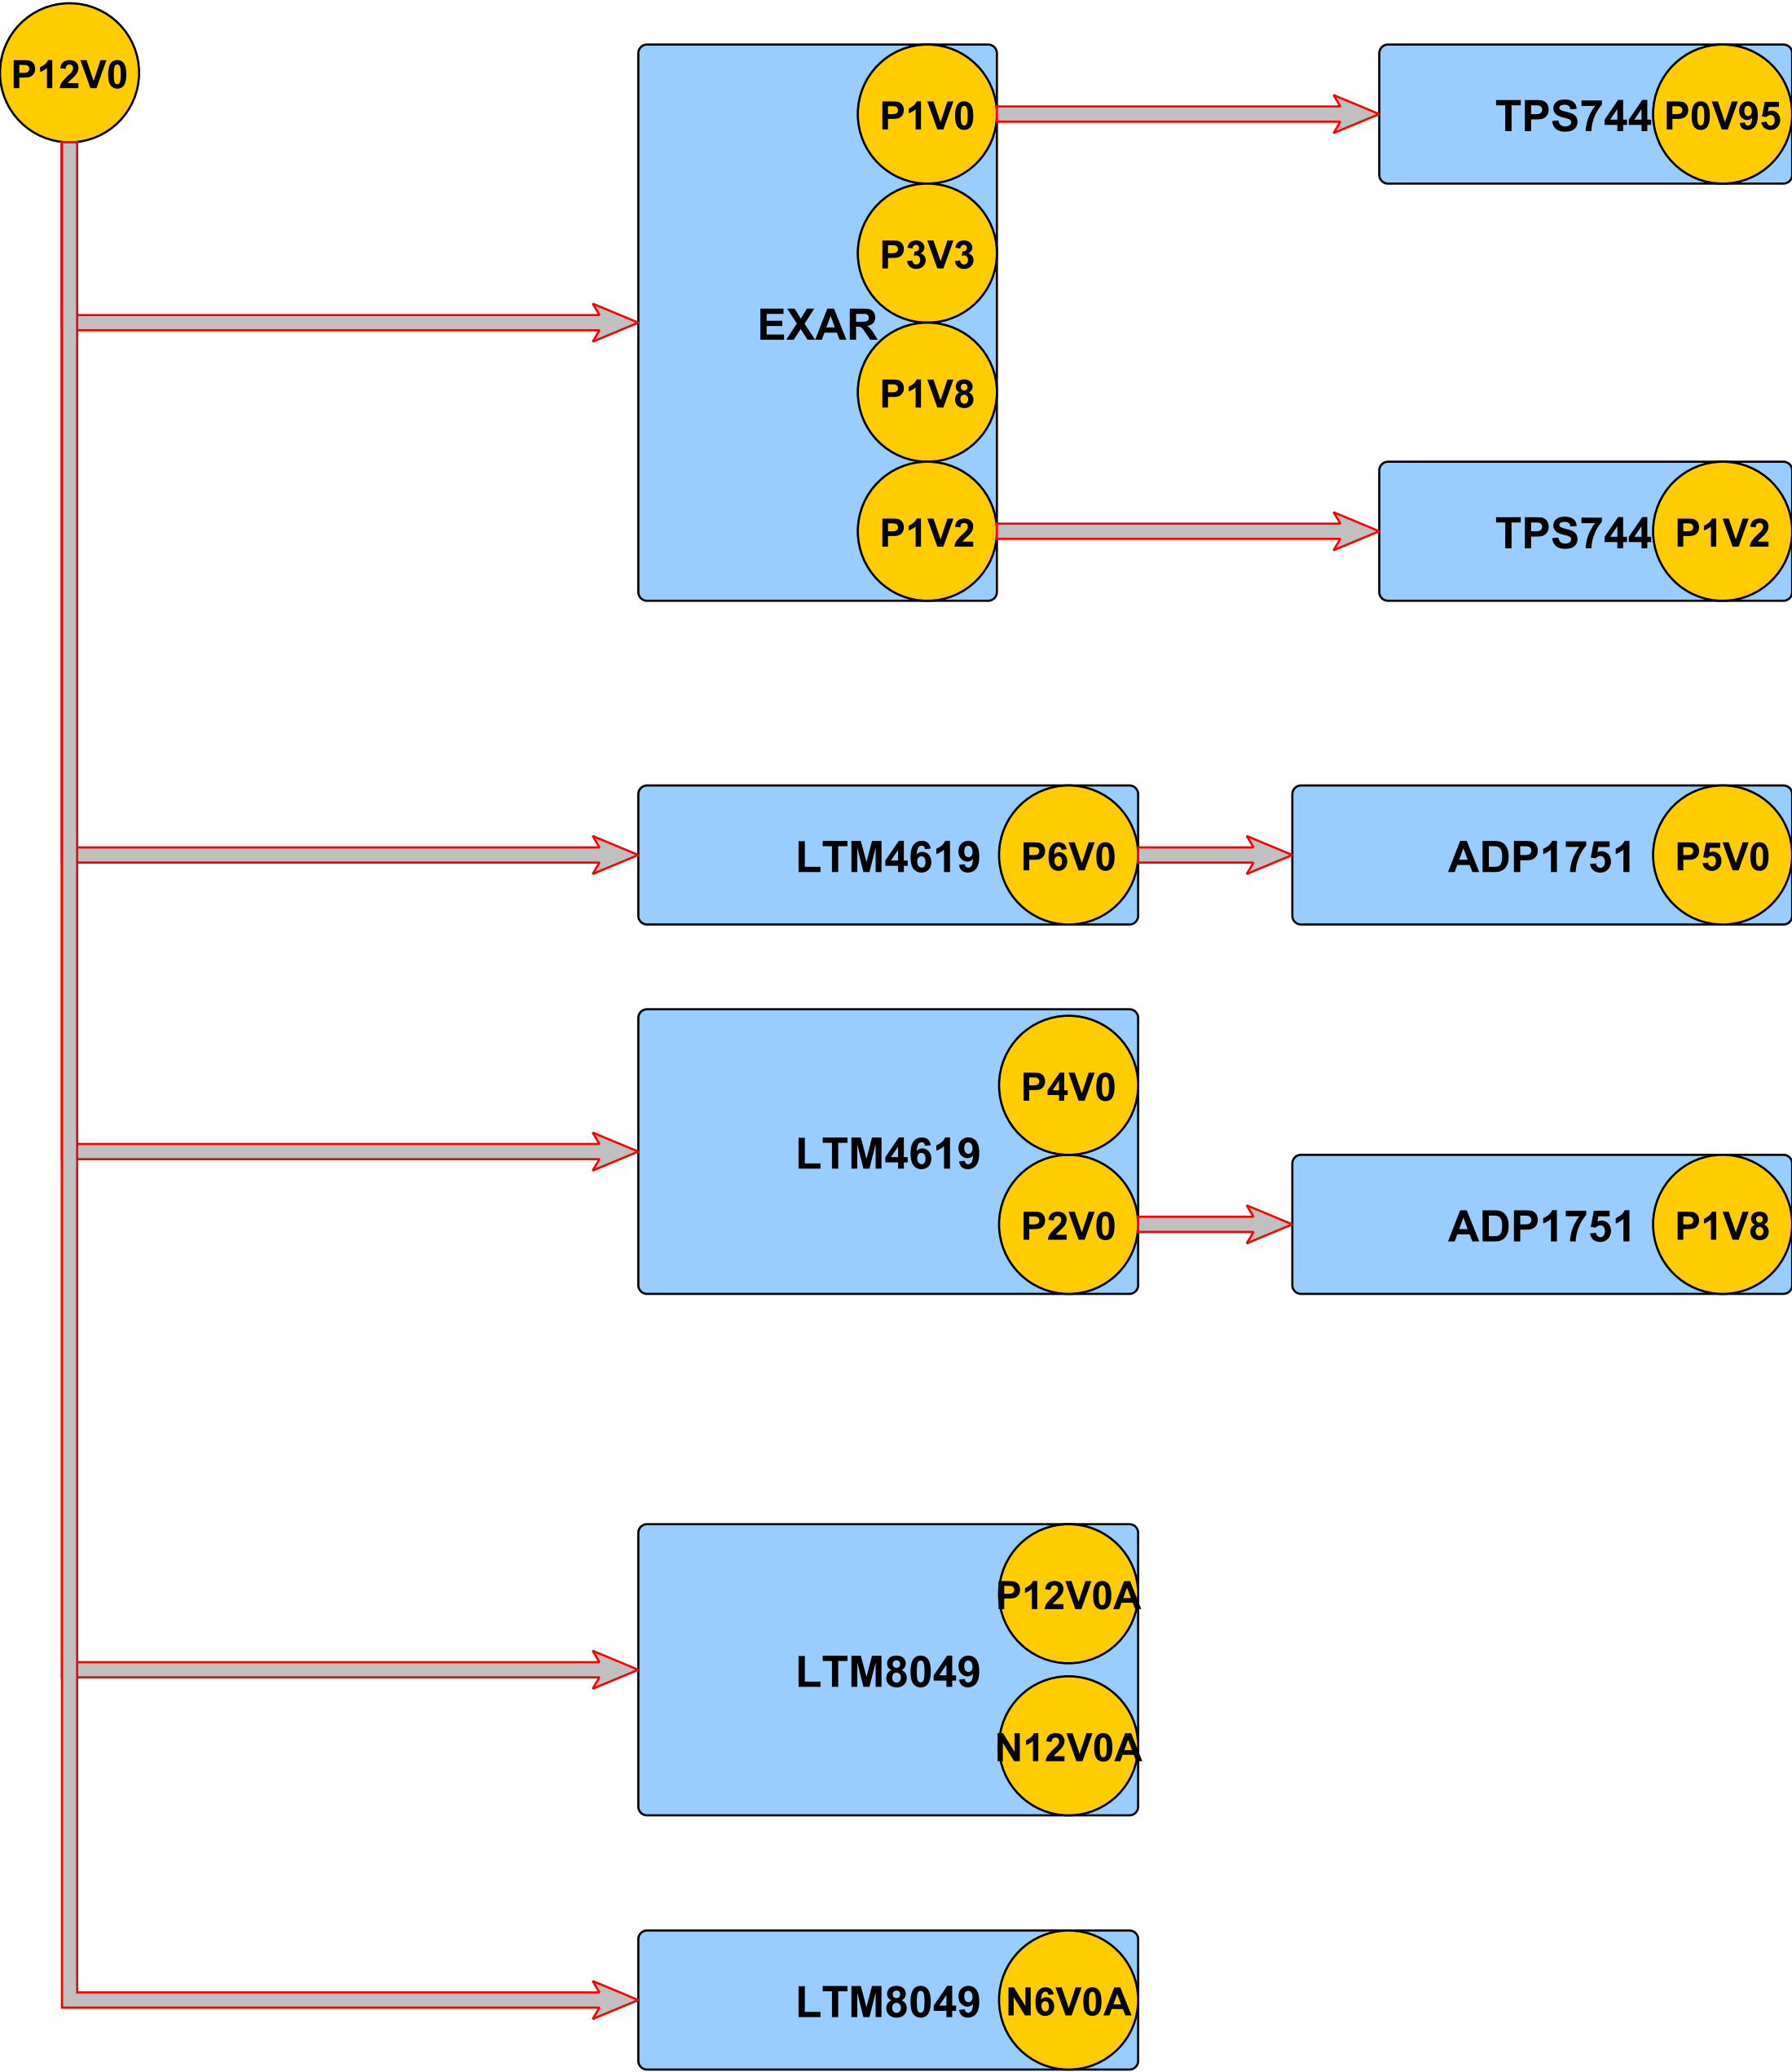 P12V0
P1V0
TPS744
P0V95
P3V3
EXAR
P1V8
P1V2
TPS744
P1V2
LTM4619
P6V0
ADP1751
P5V0
P4V0
LTM4619
P2V0
ADP1751
P1V8
P12V0A
LTM8049
N12V0A
LTM8049
N6V0A